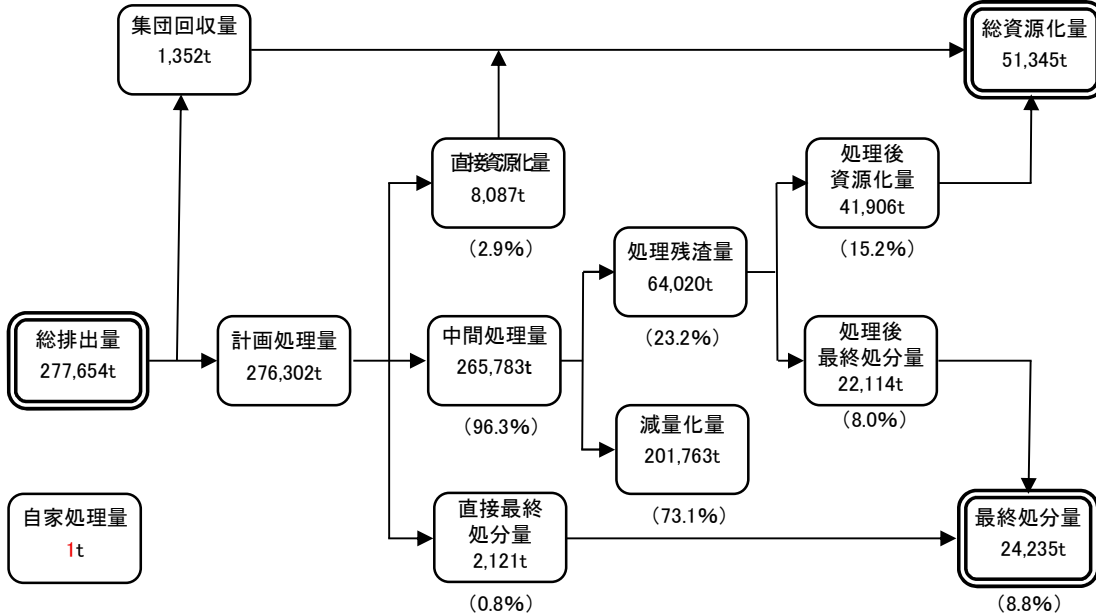 集団回収量
1,352t
総資源化量
51,345t
直接資源化量
8,087t
(2.9%)
処理後
資源化量
41,906t
(15.2%)
処理残渣量
64,020t
(23.2%)
総排出量
277,654t
計画処理量
276,302t
中間処理量
265,783t
(96.3%)
処理後
最終処分量
22,114t
(8.0%)
減量化量
201,763t
(73.1%)
自家処理量
1t
直接最終
処分量
2,121t
(0.8%)
最終処分量
24,235t
(8.8%)